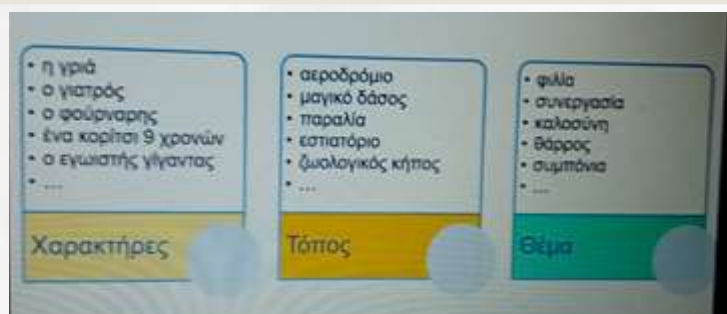 • η γριά
• ο γιατρός
• ο φούρναρης
• ένα κορίτσι 9 χρονών
• ο εγωιστής γίγαντας
• ...
Χαρακτήρες
• αεροδρόμιο
• μαγικό δάσος
• παραλία
• εστιατόριο
• ζωολογικός κήπος
• ...
Τόπος
• φιλία
• συνεργασία
• καλοσύνη
• θάρρος
• συμπόνια
• ...
Θέμα